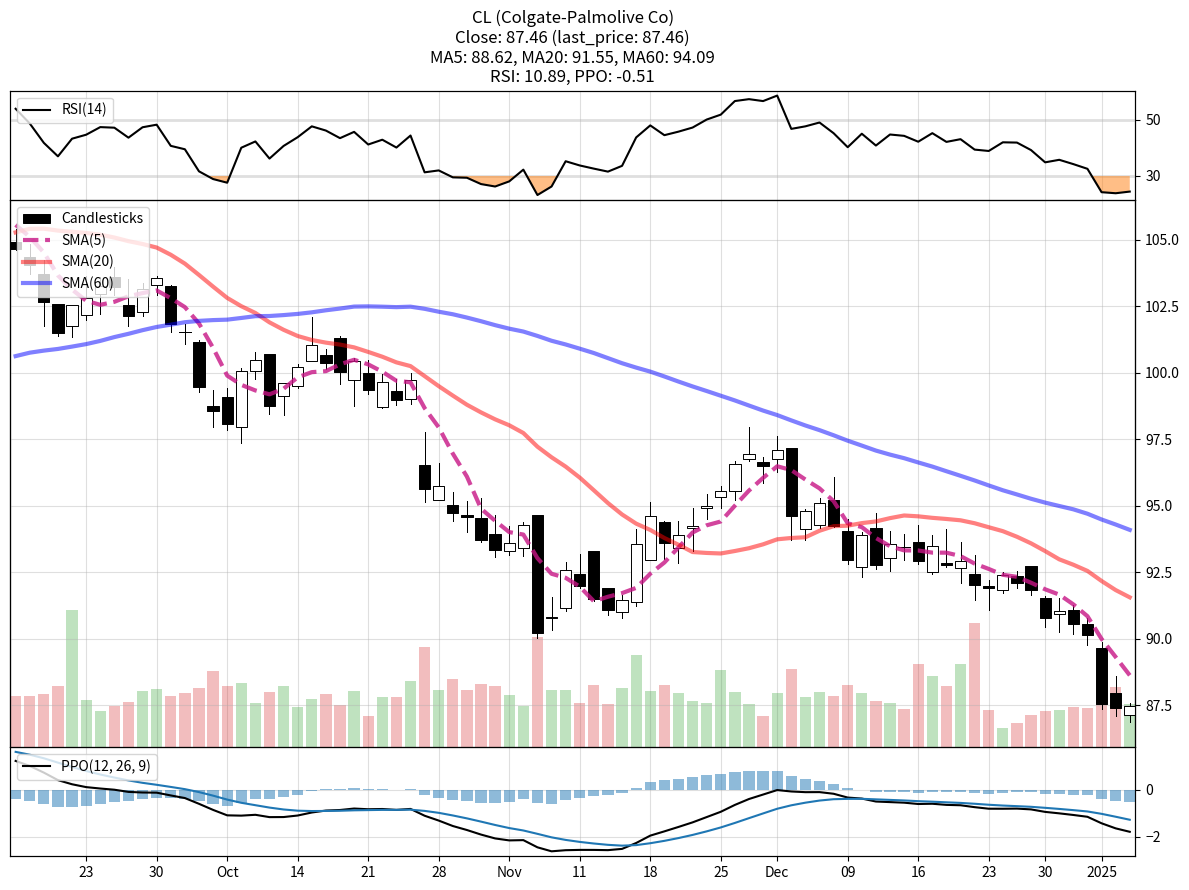 CL (Colgate-Palmolive Co)
Close: 87.46 (last_price: 87.46)
MA5: 88.62, MA20: 91.55, MA60: 94.09
RSI: 10.89, PPO: -0.51
RSI(14)
50
30
Candlesticks
SMA(5)
SMA(20)
SMA(60)
105.0
102.5
100.0
97.5
95.0
92.5
90.0
87.5
PPO(12, 26, 9)
0
−2
23 30 Oct 14 21 28 Nov 11 18 25 Dec 09 16 23 30 2025